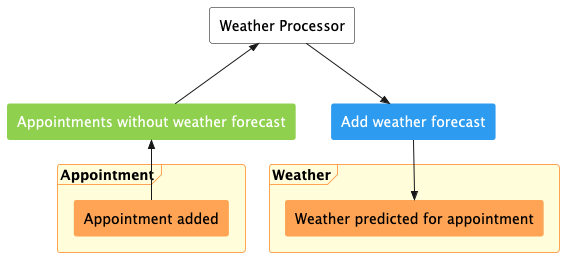 Weather Processor
Appointments without weather forecast
Add weather forecast
Appointment
Weather
Appointment added
Weather predicted for appointment